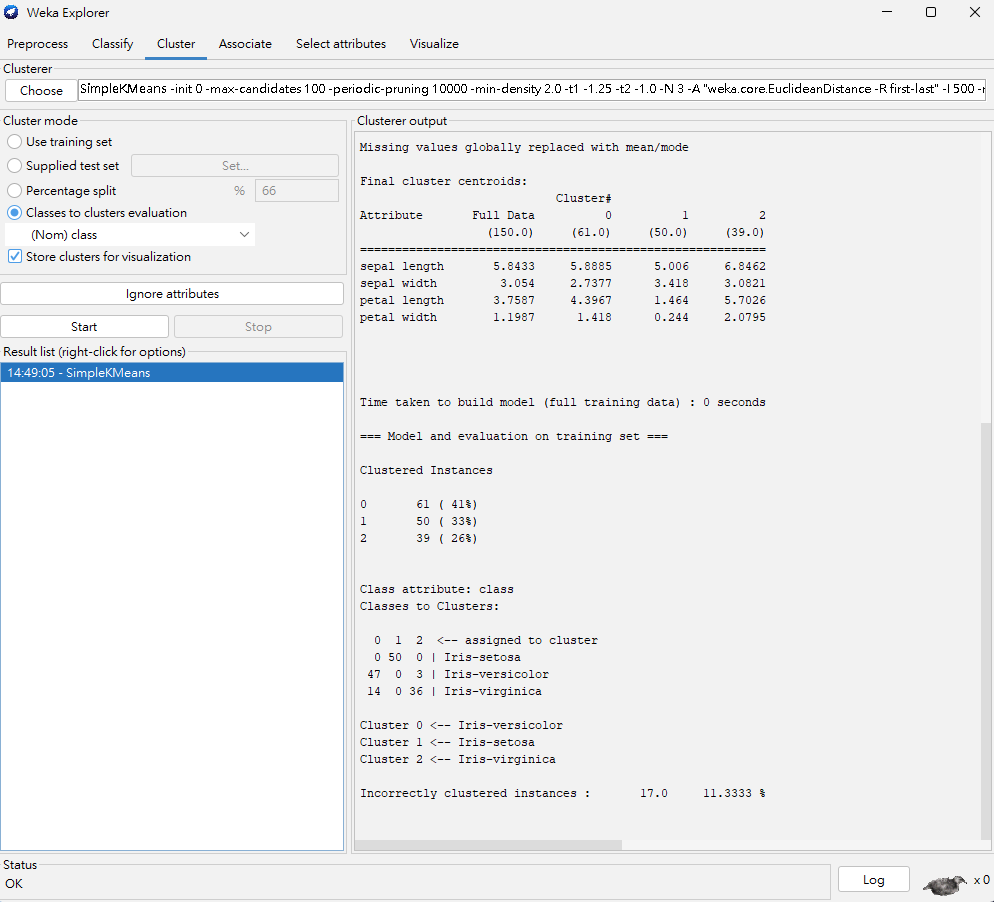 Weka Explorer
Preprocess Classify Cluster Associate Select attributes Visualize
Clusterer
Choose SimpleKMeans -init 0 -max-candidates 100 -periodic-pruning 10000 -min-density 2.0 -t1 -1.25 -t2 -1.0 -N 3 -A "weka.core.EuclideanDistance -R first-last" -I 500 -n
Cluster mode
Use training set
Supplied test set Set...
Percentage split % 66
Classes to clusters evaluation
(Nom) class
Store clusters for visualization
Ignore attributes
Start Stop
Result list (right-click for options)
14:49:05 - SimpleKMeans
Clusterer output
Missing values globally replaced with mean/mode
Final cluster centroids:
Cluster#
Attribute Full Data 0 1 2
(150.0) (61.0) (50.0) (39.0)
==========================================================
sepal length 5.8433 5.8885 5.006 6.8462
sepal width 3.054 2.7377 3.418 3.0821
petal length 3.7587 4.3967 1.464 5.7026
petal width 1.1987 1.418 0.244 2.0795
Time taken to build model (full training data) : 0 seconds
=== Model and evaluation on training set ===
Clustered Instances
0 61 ( 41%)
1 50 ( 33%)
2 39 ( 26%)
Class attribute: class
Classes to Clusters:
0 1 2 <-- assigned to cluster
0 50 0 | Iris-setosa
47 0 3 | Iris-versicolor
14 0 36 | Iris-virginica
Cluster 0 <-- Iris-versicolor
Cluster 1 <-- Iris-setosa
Cluster 2 <-- Iris-virginica
Incorrectly clustered instances : 17.0 11.3333 %
Status
OK
Log x 0